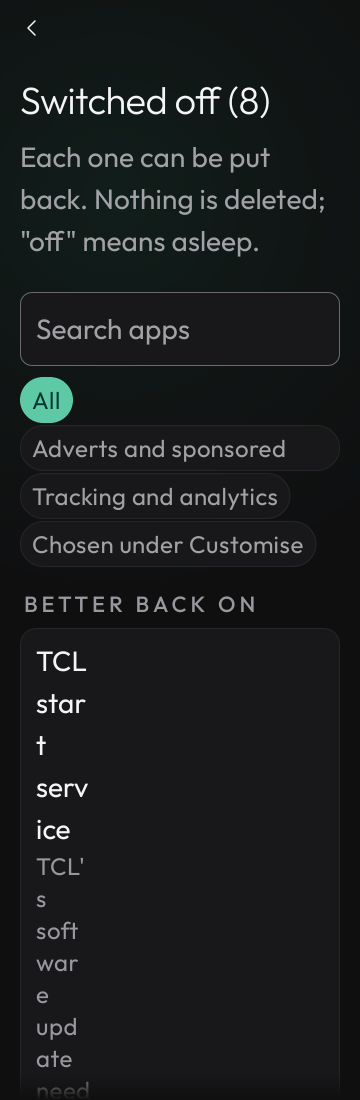 Switched off (8)
Each one can be put
back. Nothing is deleted;
"off" means asleep.
Search apps
All
Adverts and sponsored
Tracking and analytics
Chosen under Customise
BETTER BACK ON
TCL
star
t
serv
ice
TCL'
s
soft
war
e
upd
ate
need